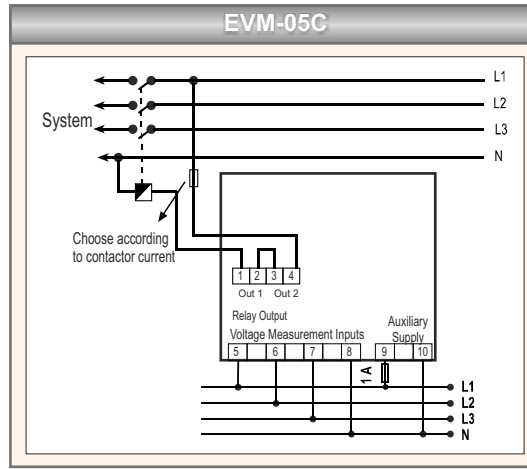 EVM-05C
L1
L2
System
L3
N
Choose according
to contactor current
1 2 3 4
Out 1 Out 2
Relay Output
Auxiliary
Voltage Measurement Inputs
Supply
5 6 7 8 9 10
1 A
L1
L2
L3
N